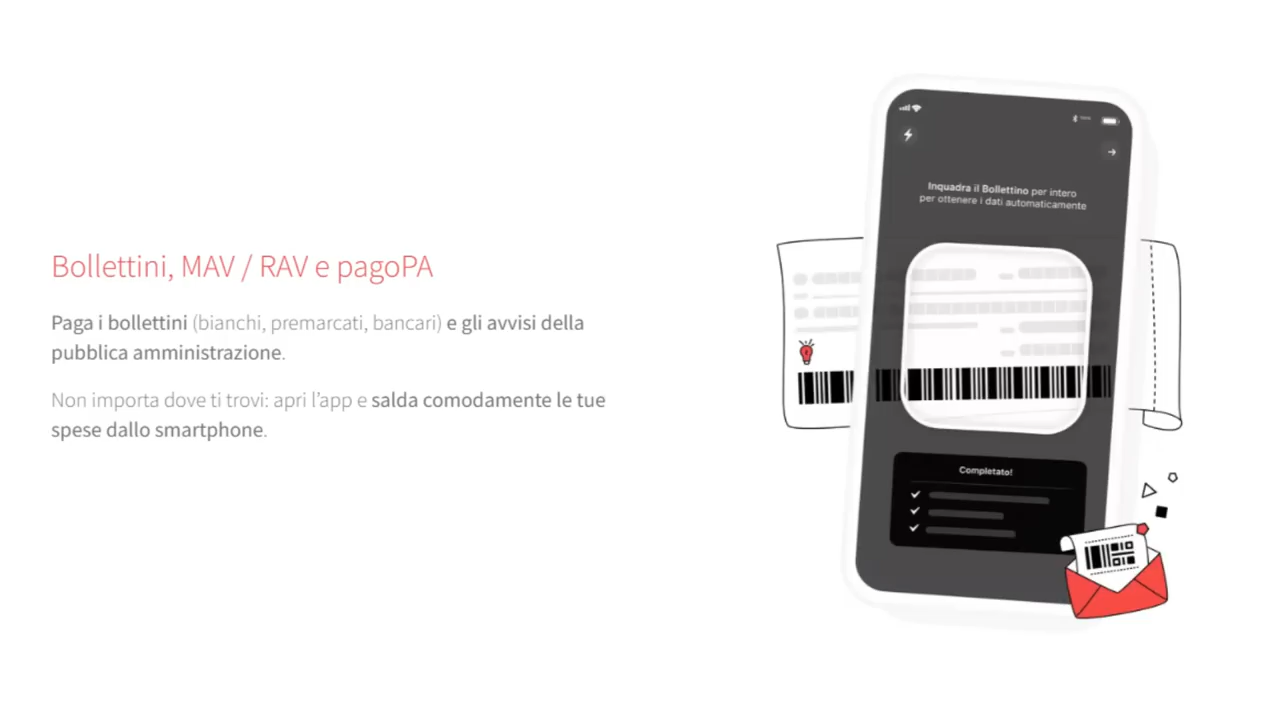 Bollettini, MAV / RAV e pagoPA
Paga i bollettini (bianchi, premarcati, bancari) e gli avvisi della
pubblica amministrazione.
Non importa dove ti trovi: apri l’app e salda comodamente le tue
spese dallo smartphone.
Inquadra il Bollettino per intero
per ottenere i dati automaticamente
Completato!